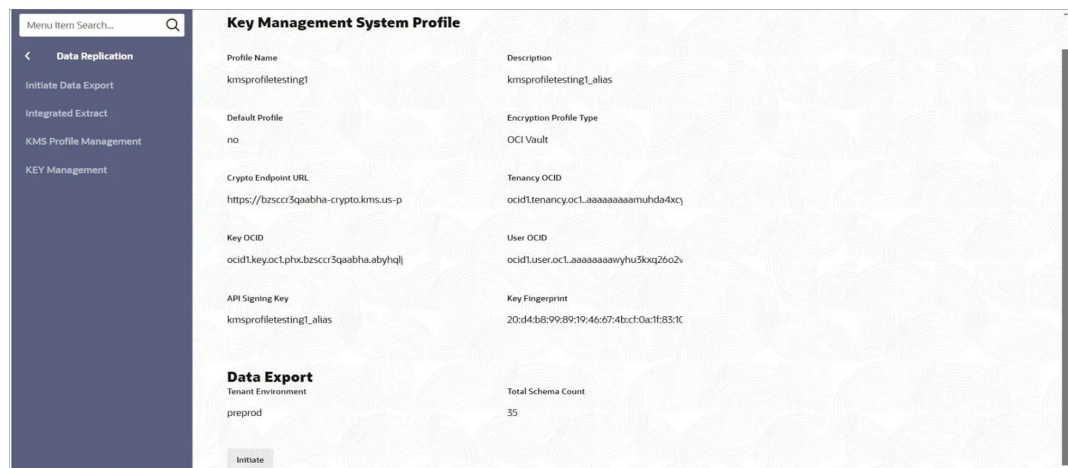 Menu Item Search...
Data Replication
Initiate Data Export
Integrated Extract
KMS Profile Management
KEY Management
Key Management System Profile
Profile Name
Description
kmsprofiletesting1
kmsprofiletesting1_alias
Default Profile
Encryption Profile Type
no
OCI Vault
Crypto Endpoint URL
Tenancy OCID
https://bzsccr3qaabha-crypto.kms.us-p
ocid1.tenancy.oc1..aaaaaaaaamuhda4xcy
Key OCID
User OCID
ocid1.key.oc1.phx.bzsccr3qaabha.abyhqlj
ocid1.user.oc1..aaaaaaaawyhu3kxq26o2v
API Signing Key
Key Fingerprint
kmsprofiletesting1_alias
20:d4:b8:99:89:19:46:67:4b:cf:0a:1f:83:10
Data Export
Tenant Environment
Total Schema Count
preprod
35
Initiate